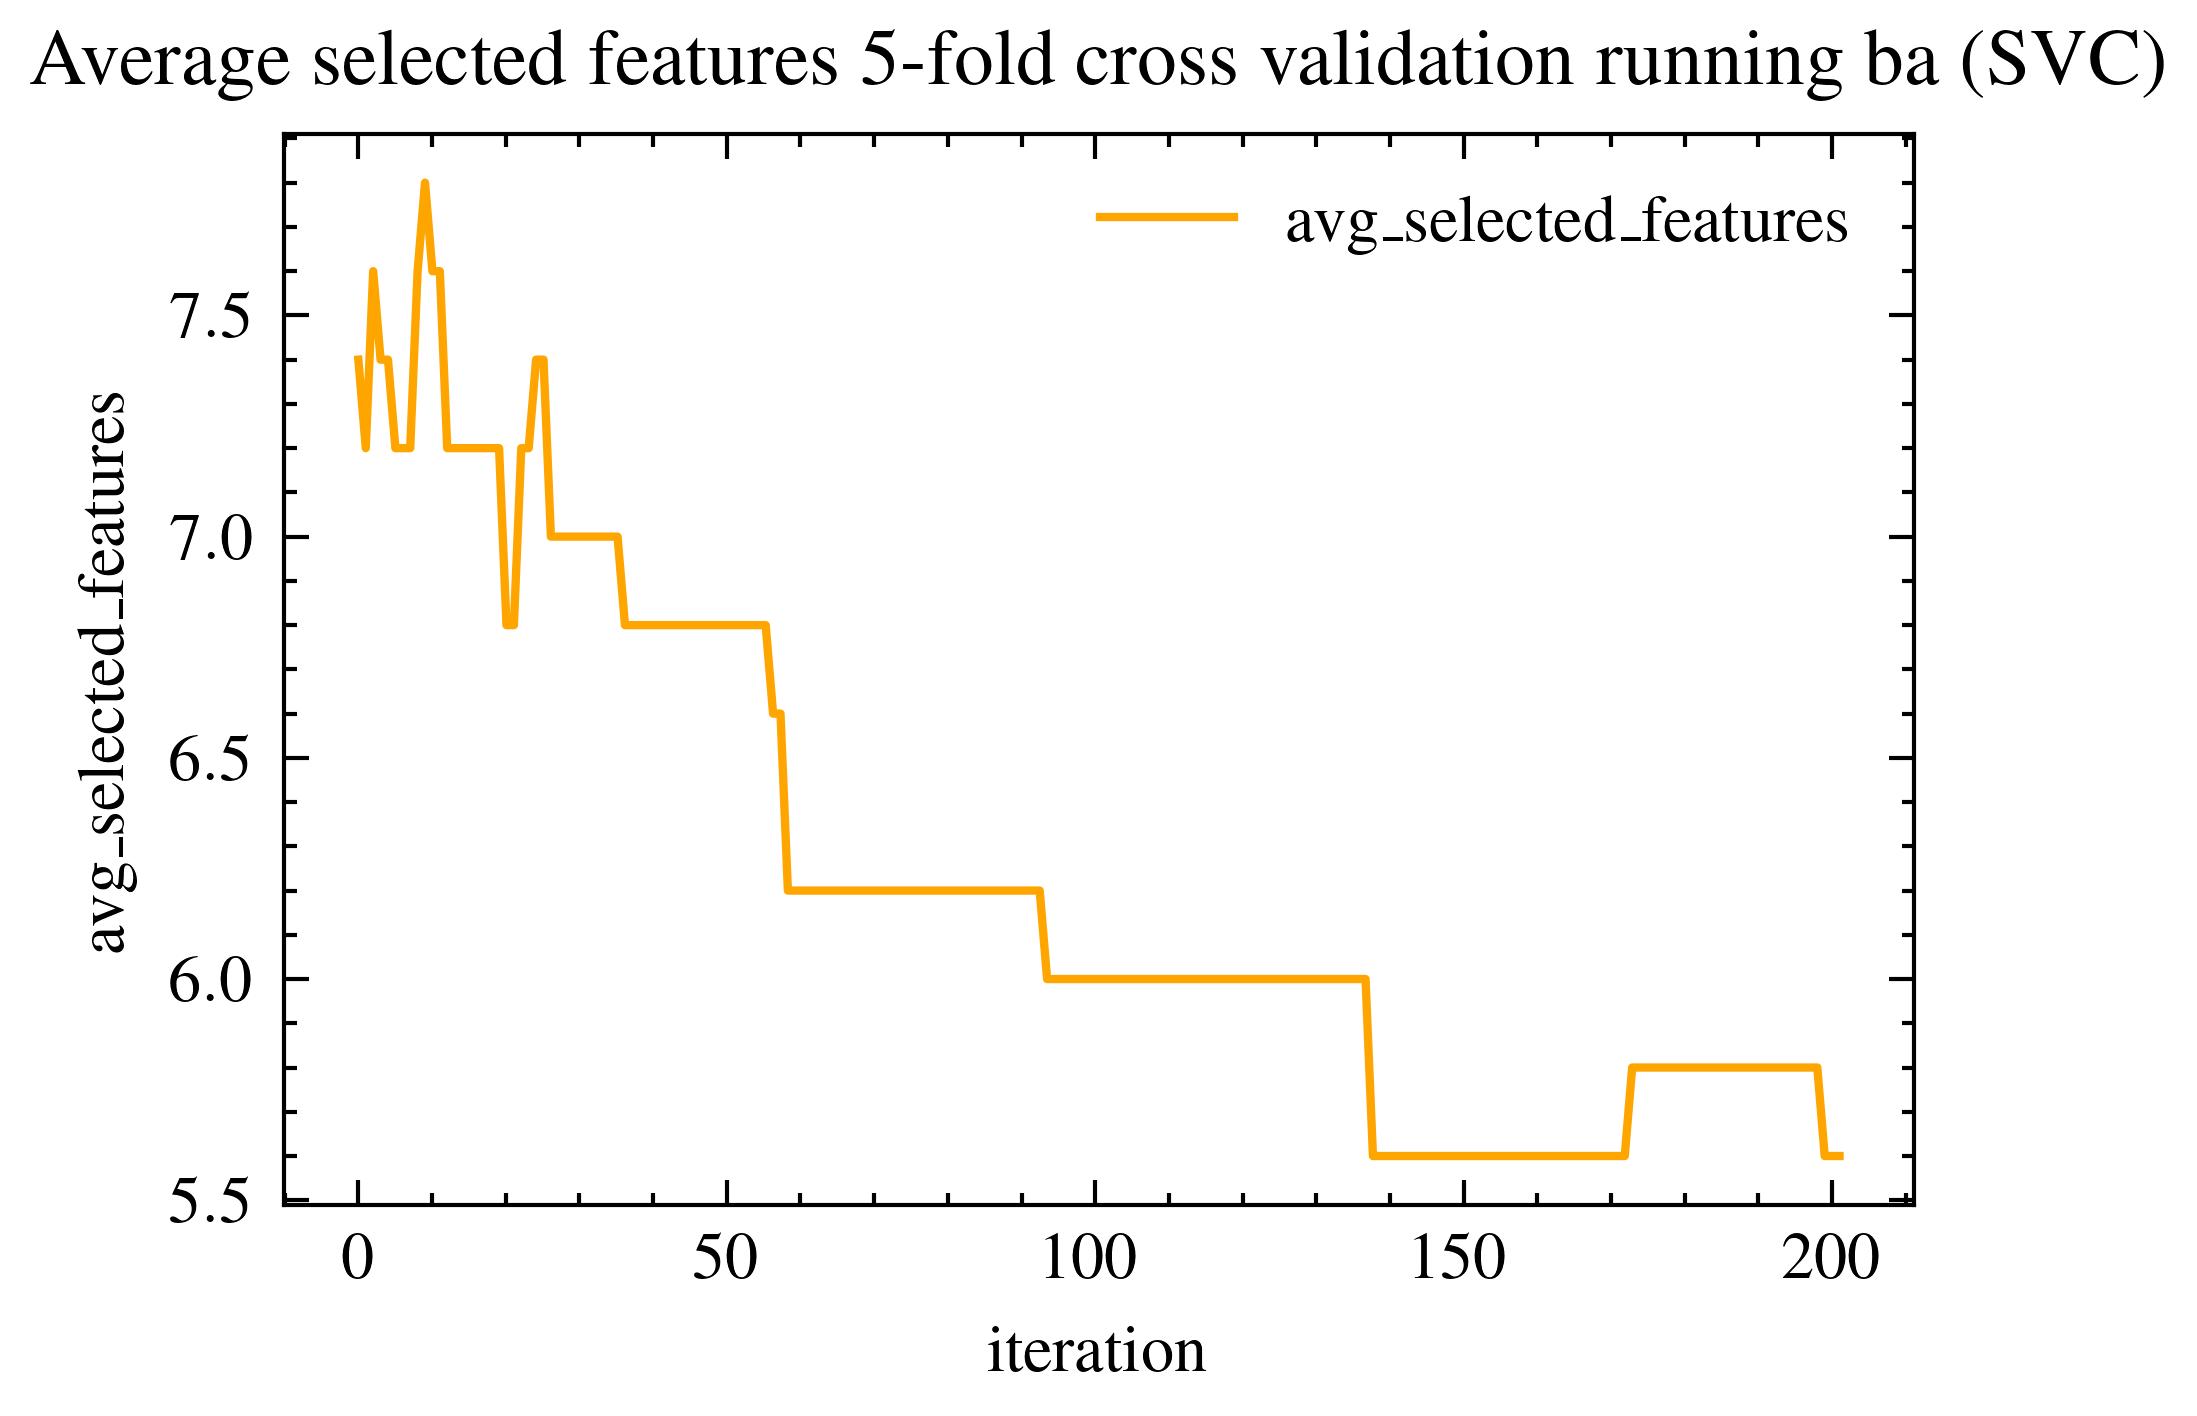 Average selected features 5-fold cross validation running ba (SVC)
avg_selected_features
avg_selected_features
7.5
7.0
6.5
6.0
5.5
0 50 100 150 200
iteration